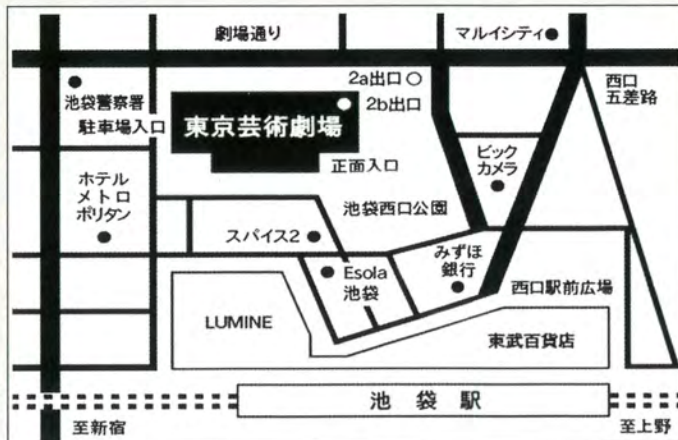 劇場通り
マルイシティ
2a出口
2b出口
西口
五差路
池袋警察署
駐車場入口
東京芸術劇場
正面入口
ビック
カメラ
ホテル
メトロ
ポリタン
池袋西口公園
スパイス2
Esola
池袋
みずほ
銀行
西口駅前広場
LUMINE
東武百貨店
池袋駅
至新宿
至上野